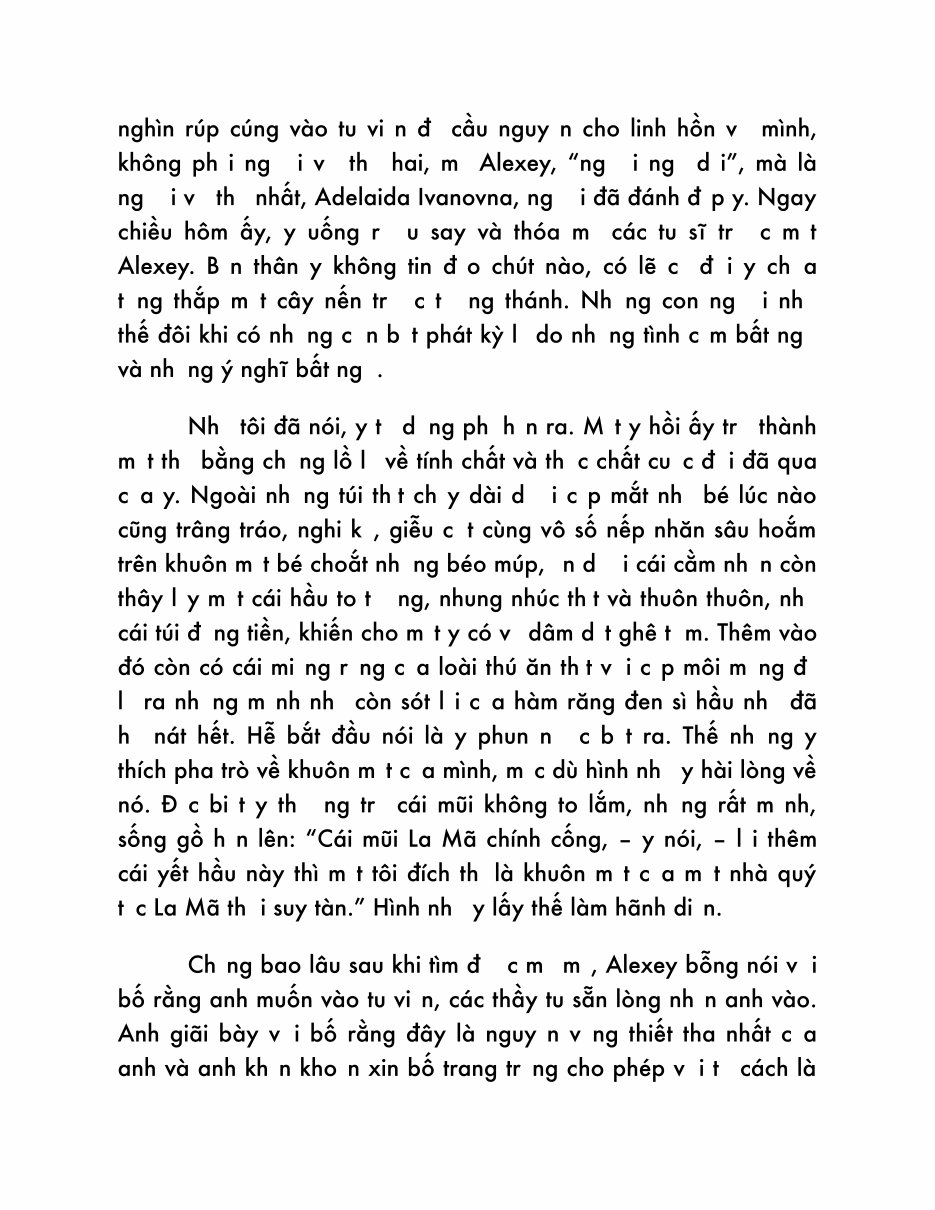 nghìn rúp cúng vào tu vi n đ  cầu nguy n cho linh hồn v  mình,
không ph i ng  i v  th  hai, m  Alexey, “ng  i ng  d i”, mà là
ng  i v  th  nhất, Adelaida Ivanovna, ng  i đã đánh đ p y. Ngay
chiều hôm ấy, y uống r  u say và thóa m  các tu sĩ tr  c m t
Alexey. B n thân y không tin đ o chút nào, có lẽ c  đ i y ch a
t ng thắp m t cây nến tr  c t  ng thánh. Nh ng con ng  i nh
thế đôi khi có nh ng c n b t phát kỳ l  do nh ng tình c m bất ng
và nh ng ý nghĩ bất ng .
Nh  tôi đã nói, y t  d ng ph  h n ra. M t y hồi ấy tr  thành
m t th  bằng ch ng lồ l  về tính chất và th c chất cu c đ i đã qua
c a y. Ngoài nh ng túi th t ch y dài d  i c p mắt nh  bé lúc nào
cũng trâng tráo, nghi k , giễu c t cùng vô số nếp nhăn sâu hoắm
trên khuôn m t bé choắt nh ng béo múp,  n d  i cái cằm nh n còn
thây l y m t cái hầu to t  ng, nhung nhúc th t và thuôn thuôn, nh
cái túi đ ng tiền, khiến cho m t y có v  dâm d t ghê t m. Thêm vào
đó còn có cái mi ng r ng c a loài thú ăn th t v i c p môi m ng đ
l  ra nh ng m nh nh  còn sót l i c a hàm răng đen sì hầu nh  đã
h  nát hết. Hễ bắt đầu nói là y phun n  c b t ra. Thế nh ng y
thích pha trò về khuôn m t c a mình, m c dù hình nh  y hài lòng về
nó. Đ c bi t y th  ng tr  cái mũi không to lắm, nh ng rất m nh,
sống gồ h n lên: “Cái mũi La Mã chính cống, – y nói, – l i thêm
cái yết hầu này thì m t tôi đích th  là khuôn m t c a m t nhà quý
t c La Mã th i suy tàn.” Hình nh  y lấy thế làm hãnh di n.
Ch ng bao lâu sau khi tìm đ  c m  m , Alexey bỗng nói v i
bố rằng anh muốn vào tu vi n, các thầy tu sẵn lòng nh n anh vào.
Anh giãi bày v i bố rằng đây là nguy n v ng thiết tha nhất c a
anh và anh kh n kho n xin bố trang tr ng cho phép v i t  cách là